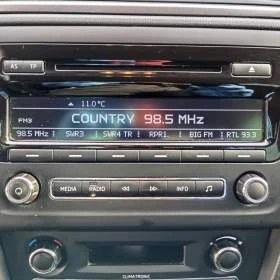 AS TP
11.0°C
FM3 COUNTRY 98.5 MHz
98.5 MHz SWR3 SWR4 TR RPR1. BIG FM RTL 93.3
MEDIA RADIO INFO
CLIMATRONIC